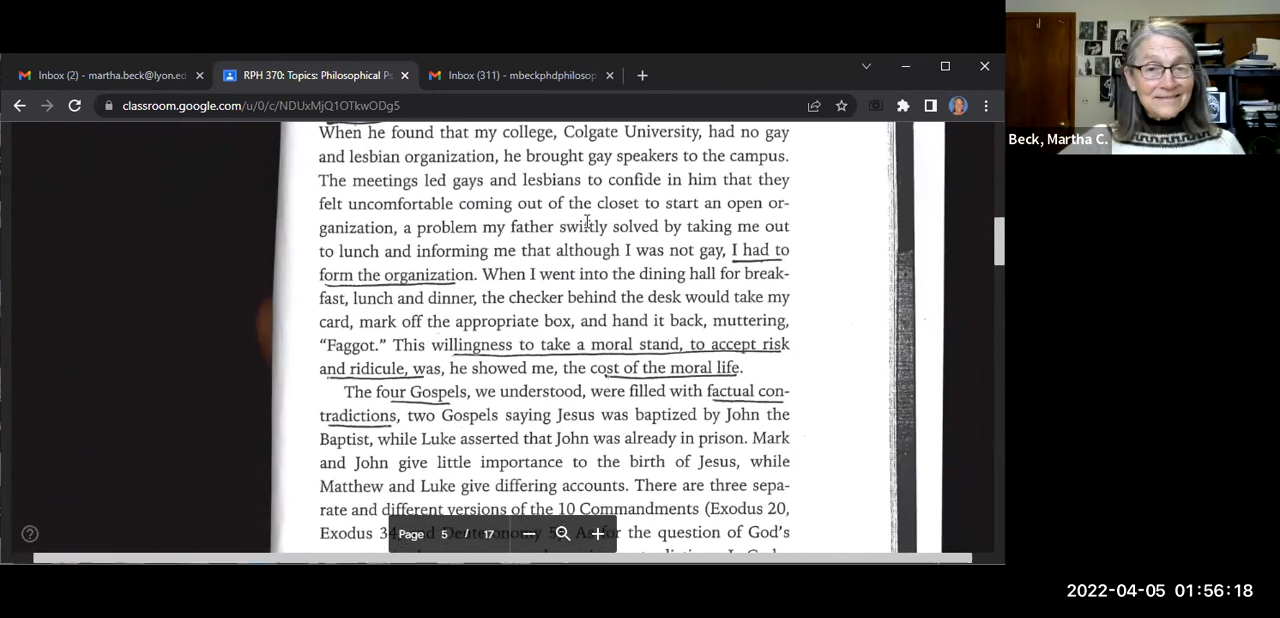 Inbox (2) - martha.beck@lyon.ed
RPH 370: Topics: Philosophical Ps
Inbox (311) - mbeckphdphilosop
classroom.google.com/u/0/c/NDUxMjQ1OTkwODg5
When he found that my college, Colgate University, had no gay
and lesbian organization, he brought gay speakers to the campus.
The meetings led gays and lesbians to confide in him that they
felt uncomfortable coming out of the closet to start an open or-
ganization, a problem my father swiftly solved by taking me out
to lunch and informing me that although I was not gay, I had to
form the organization. When I went into the dining hall for break-
fast, lunch and dinner, the checker behind the desk would take my
card, mark off the appropriate box, and hand it back, muttering,
"Faggot." This willingness to take a moral stand, to accept risk
and ridicule, was, he showed me, the cost of the moral life.
The four Gospels, we understood, were filled with factual con-
tradictions, two Gospels saying Jesus was baptized by John the
Baptist, while Luke asserted that John was already in prison. Mark
and John give little importance to the birth of Jesus, while
Matthew and Luke give differing accounts. There are three sepa-
rate and different versions of the 10 Commandments (Exodus 20,
Exodus 34, and Deuteronomy 5). As for the question of God's
Page 5 / 17
Beck, Martha C.
2022-04-05 01:56:18